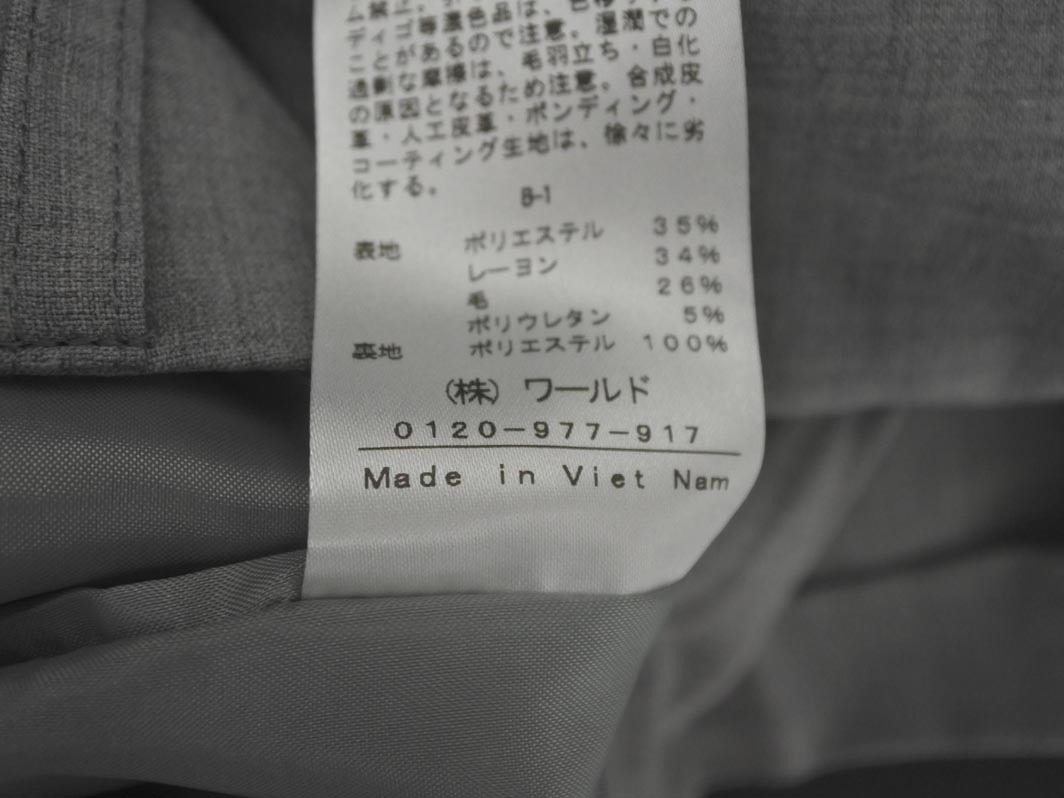 ディゴ等濃色品は、色移り
ことがあるので注意。湿潤での
過剰な摩擦は、毛羽立ち・白化
の原因となるため注意。合成皮
革・人工皮革・ボンディング・
コーティング生地は、徐々に劣
化する。
B-1
表地 ポリエステル 35%
レーヨン 34%
毛 26%
ポリウレタン 5%
裏地 ポリエステル 100%
(株) ワールド
0120-977-917
Made in Viet Nam